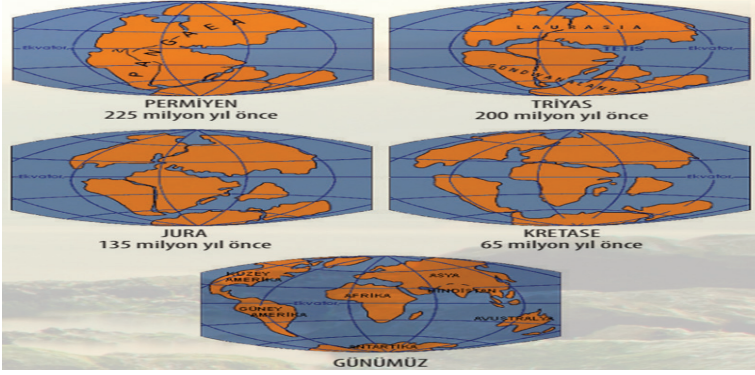 PANGAEA
Ekvator
PERMİYEN
225 milyon yıl önce
LAURASIA
TETİS
Ekvator
GONDWANALAND
TRİYAS
200 milyon yıl önce
Ekvator
JURA
135 milyon yıl önce
Ekvator
KRETASE
65 milyon yıl önce
KUZEY
AMERİKA
ASYA
AFRİKA
HİNDİSTAN
Ekvator
GÜNEY
AMERİKA
AVUSTRALYA
ANTARTİKA
GÜNÜMÜZ